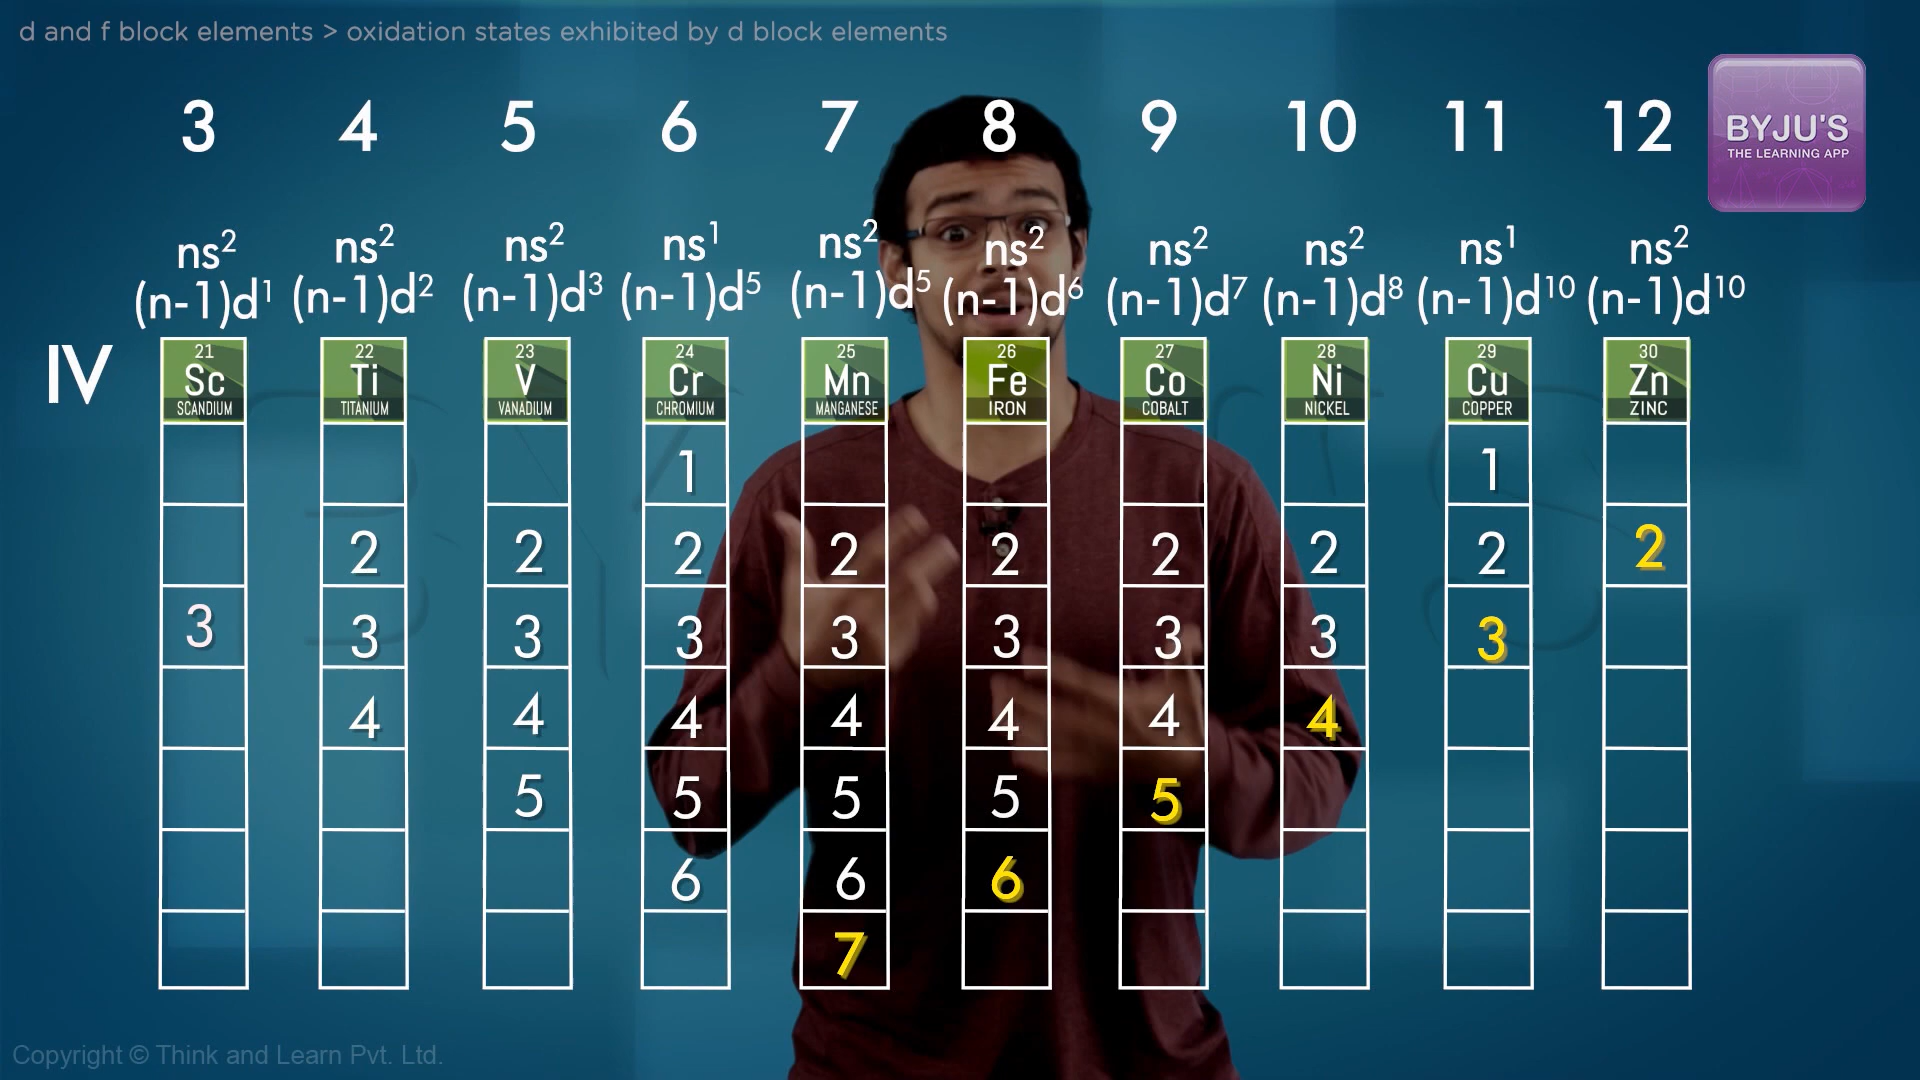 d and f block elements > oxidation states exhibited by d block elements
3 4 5 6 7 8 9 10 11 12
BYJU'S
THE LEARNING APP
ns² ns² ns² ns¹ ns² ns² ns² ns² ns¹ ns²
(n-1)d¹ (n-1)d² (n-1)d³ (n-1)d⁵ (n-1)d⁵ (n-1)d⁶ (n-1)d⁷ (n-1)d⁸ (n-1)d¹⁰ (n-1)d¹⁰
21 22 23 24 25 26 27 28 29 30
IV Sc Ti V Cr Mn Fe Co Ni Cu Zn
SCANDIUM TITANIUM VANADIUM CHROMIUM MANGANESE IRON COBALT NICKEL COPPER ZINC
1 1
2 2 2 2 2 2 2 2 2
3 3 3 3 3 3 3 3 3
4 4 4 4 4 4 4
5 5 5 5 5
6 6 6
7
Copyright © Think and Learn Pvt. Ltd.